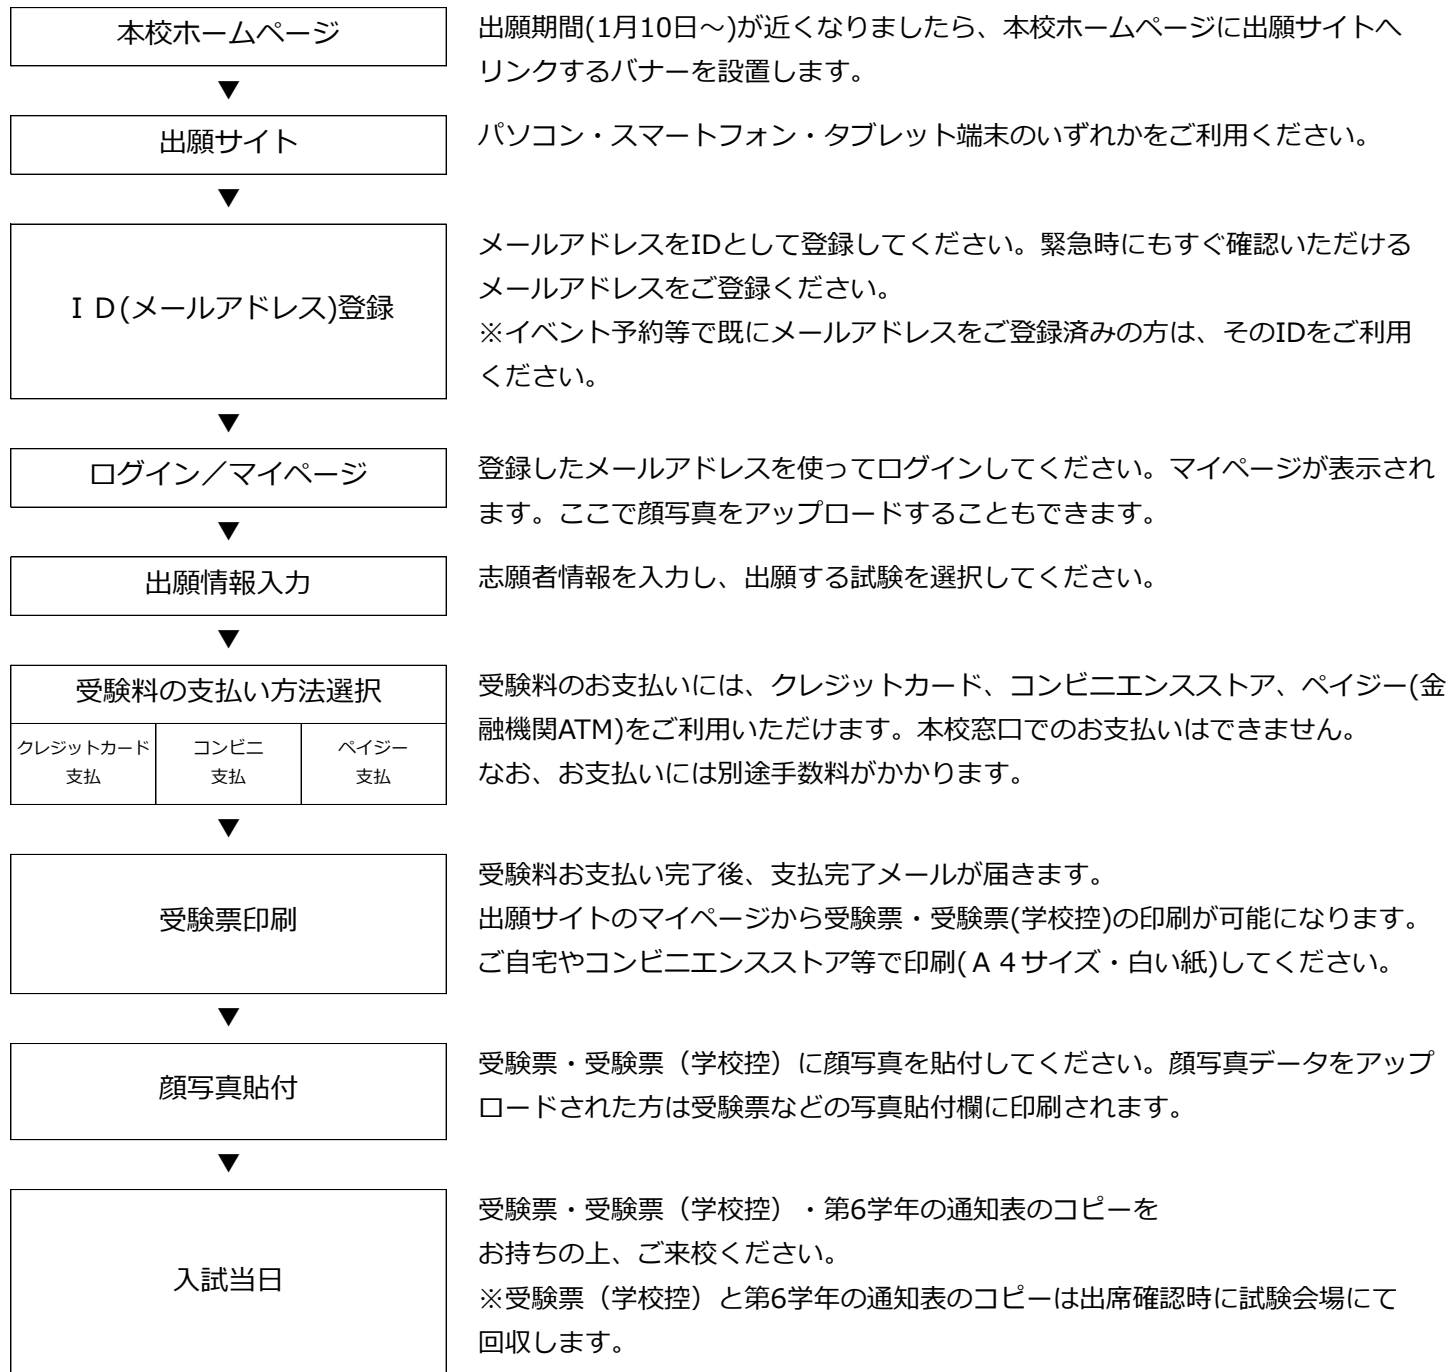 本校ホームページ
出願期間(1月10日～)が近くなりましたら、本校ホームページに出願サイトへ
リンクするバナーを設置します。
▼
出願サイト
パソコン・スマートフォン・タブレット端末のいずれかをご利用ください。
▼
ＩＤ(メールアドレス)登録
メールアドレスをIDとして登録してください。緊急時にもすぐ確認いただける
メールアドレスをご登録ください。
※イベント予約等で既にメールアドレスをご登録済みの方は、そのIDをご利用
ください。
▼
ログイン／マイページ
登録したメールアドレスを使ってログインしてください。マイページが表示され
ます。ここで顔写真をアップロードすることもできます。
▼
出願情報入力
志願者情報を入力し、出願する試験を選択してください。
▼
受験料の支払い方法選択
クレジットカード
支払
コンビニ
支払
ペイジー
支払
受験料のお支払いには、クレジットカード、コンビニエンスストア、ペイジー(金
融機関ATM)をご利用いただけます。本校窓口でのお支払いはできません。
なお、お支払いには別途手数料がかかります。
▼
受験票印刷
受験料お支払い完了後、支払完了メールが届きます。
出願サイトのマイページから受験票・受験票(学校控)の印刷が可能になります。
ご自宅やコンビニエンスストア等で印刷(Ａ４サイズ・白い紙)してください。
▼
顔写真貼付
受験票・受験票（学校控）に顔写真を貼付してください。顔写真データをアップ
ロードされた方は受験票などの写真貼付欄に印刷されます。
▼
入試当日
受験票・受験票（学校控）・第6学年の通知表のコピーを
お持ちの上、ご来校ください。
※受験票（学校控）と第6学年の通知表のコピーは出席確認時に試験会場にて
回収します。